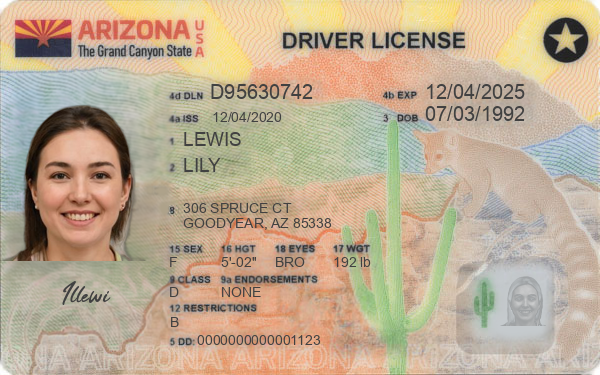 ARIZONA USA
The Grand Canyon State
DRIVER LICENSE
4d DLN D95630742 4b EXP 12/04/2025
4a ISS 12/04/2020 3 DOB 07/03/1992
1 LEWIS
2 LILY
8 306 SPRUCE CT
GOODYEAR, AZ 85338
15 SEX 16 HGT 18 EYES 17 WGT
F 5'-02" BRO 192 lb
9 CLASS 9a ENDORSEMENTS
D NONE
12 RESTRICTIONS
B
5 DD: 0000000000001123
Illewi
ARIZONA ARIZONA ARIZONA ARIZONA